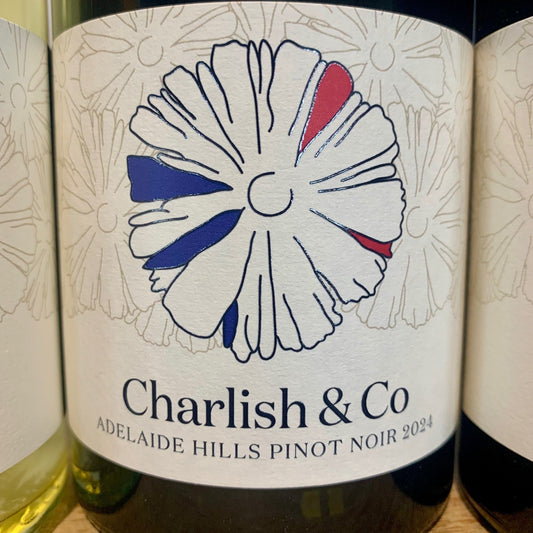 Charlish & Co
ADELAIDE HILLS PINOT NOIR 2024